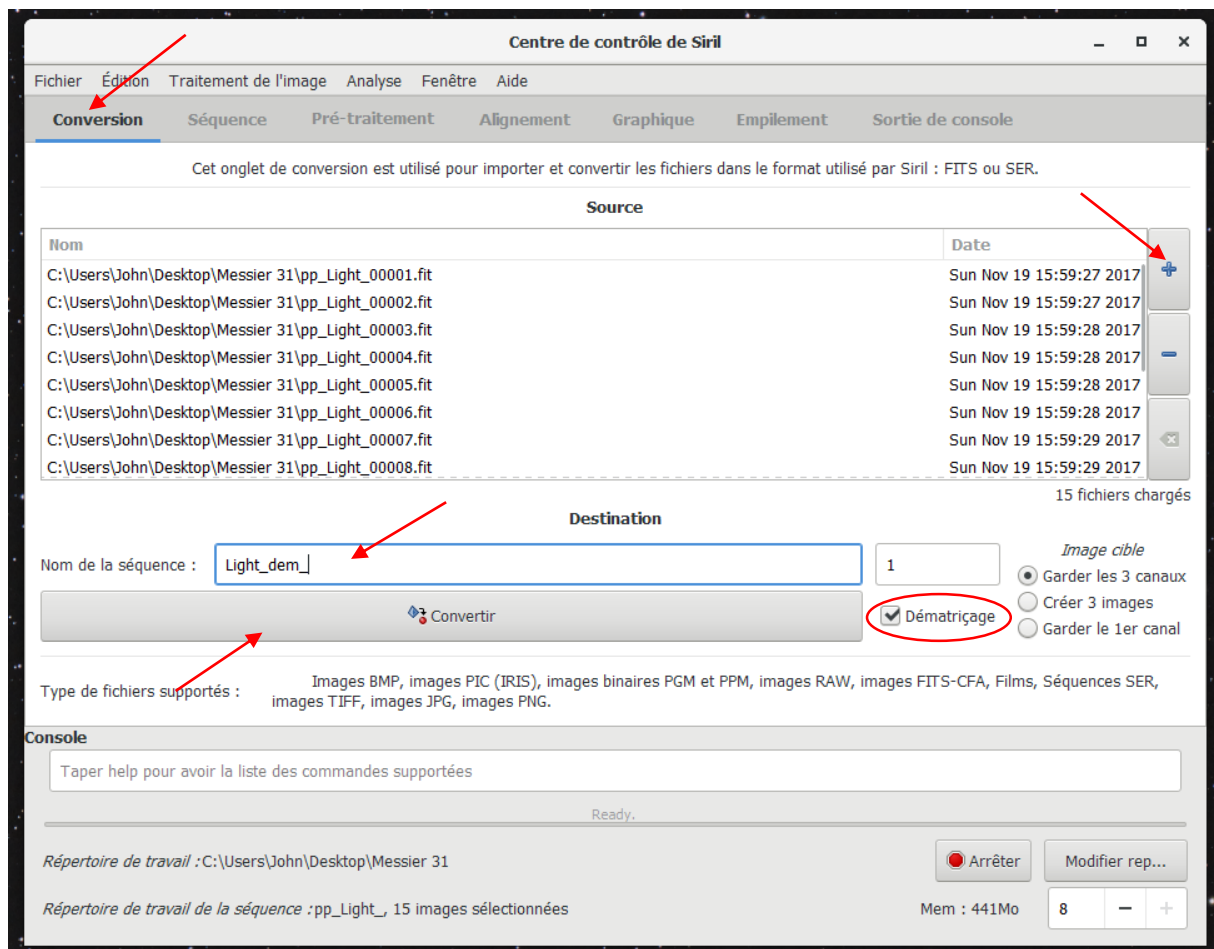 Centre de contrôle de Siril
Fichier Édition Traitement de l'image Analyse Fenêtre Aide
Conversion Séquence Pré-traitement Alignement Graphique Empilement Sortie de console
Cet onglet de conversion est utilisé pour importer et convertir les fichiers dans le format utilisé par Siril : FITS ou SER.
Source
Nom Date
C:\Users\John\Desktop\Messier 31\pp_Light_00001.fit Sun Nov 19 15:59:27 2017
C:\Users\John\Desktop\Messier 31\pp_Light_00002.fit Sun Nov 19 15:59:27 2017
C:\Users\John\Desktop\Messier 31\pp_Light_00003.fit Sun Nov 19 15:59:28 2017
C:\Users\John\Desktop\Messier 31\pp_Light_00004.fit Sun Nov 19 15:59:28 2017
C:\Users\John\Desktop\Messier 31\pp_Light_00005.fit Sun Nov 19 15:59:28 2017
C:\Users\John\Desktop\Messier 31\pp_Light_00006.fit Sun Nov 19 15:59:28 2017
C:\Users\John\Desktop\Messier 31\pp_Light_00007.fit Sun Nov 19 15:59:29 2017
C:\Users\John\Desktop\Messier 31\pp_Light_00008.fit Sun Nov 19 15:59:29 2017
15 fichiers chargés
Destination
Nom de la séquence : Light_dem_ 1
Image cible
Garder les 3 canaux
Convertir Dématriçage Créer 3 images
Garder le 1er canal
Type de fichiers supportés : Images BMP, images PIC (IRIS), images binaires PGM et PPM, images RAW, images FITS-CFA, Films, Séquences SER,
images TIFF, images JPG, images PNG.
Console
Taper help pour avoir la liste des commandes supportées
Ready.
Répertoire de travail : C:\Users\John\Desktop\Messier 31 Arrêter Modifier rep...
Répertoire de travail de la séquence : pp_Light_, 15 images sélectionnées Mem : 441Mo 8